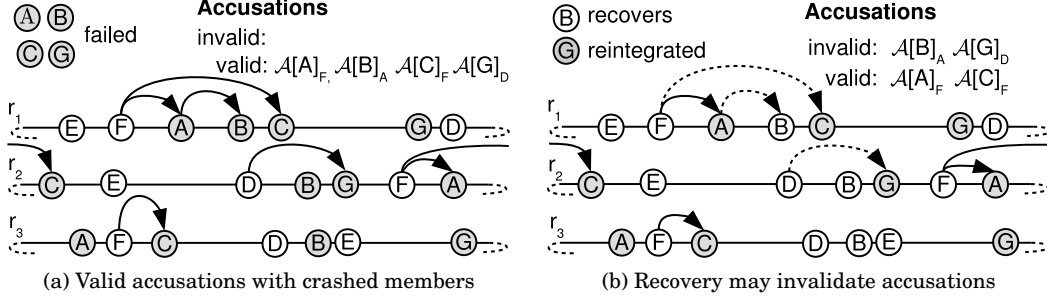 Accusations
A B failed
C G
invalid:
valid: 𝒜[A]F, 𝒜[B]A 𝒜[C]F 𝒜[G]D
r1 E F A B C G D
r2 C E D B G F A
r3 A F C D B E G
(a) Valid accusations with crashed members
B recovers
G reintegrated
Accusations
invalid: 𝒜[B]A 𝒜[G]D
valid: 𝒜[A]F 𝒜[C]F
r1 E F A B C G D
r2 C E D B G F A
r3 A F C D B E G
(b) Recovery may invalidate accusations